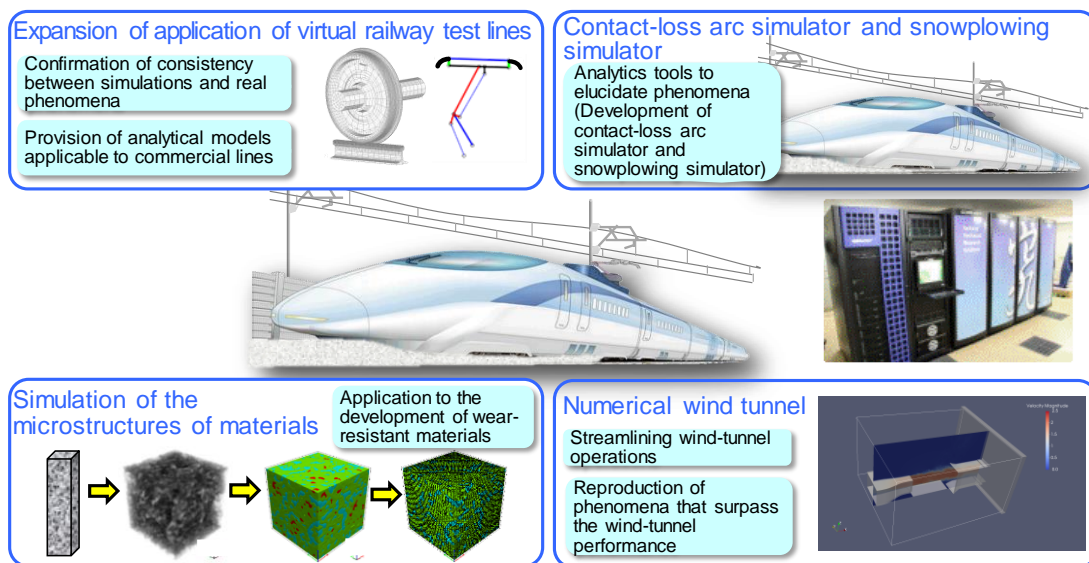 Expansion of application of virtual railway test lines
Confirmation of consistency
between simulations and real
phenomena
Provision of analytical models
applicable to commercial lines
Contact-loss arc simulator and snowplowing
simulator
Analytics tools to
elucidate phenomena
(Development of
contact-loss arc
simulator and
snowplowing simulator)
Simulation of the
microstructures of materials
Application to the
development of wear-
resistant materials
Numerical wind tunnel
Streamlining wind-tunnel
operations
Reproduction of
phenomena that surpass
the wind-tunnel
performance
Velocity Magnitude